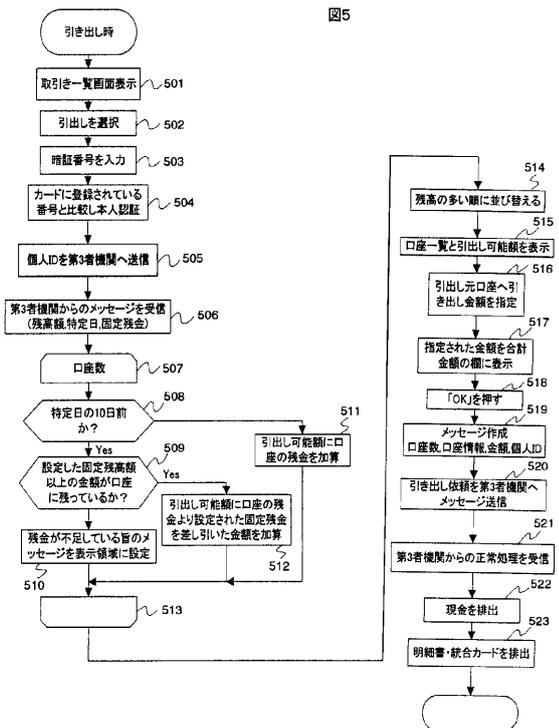 図5
引き出し時
取引き一覧画面表示
501
引出しを選択
502
暗証番号を入力
503
カードに登録されている
番号と比較し本人認証
504
個人IDを第3者機関へ送信
505
第3者機関からのメッセージを受信
(残高額,特定日,固定残金)
506
口座数
507
508
特定日の10日前
か?
Yes
509
設定した固定残高額
以上の金額が口座
に残っているか?
Yes
511
引出し可能額に口
座の残金を加算
引出し可能額に口座の残
金より設定された固定残金
を差し引いた金額を加算
512
残金が不足している旨のメ
ッセージを表示領域に設定
510
513
514
残高の多い順に並び替える
515
口座一覧と引出し可能額を表示
516
引出し元口座へ引
き出し金額を指定
517
指定された金額を合計
金額の欄に表示
518
「OK」を押す
519
メッセージ作成
口座数,口座情報,金額,個人ID
520
引き出し依頼を第3者機関へ
メッセージ送信
521
第3者機関からの正常処理を受信
522
現金を排出
523
明細書・統合カードを排出